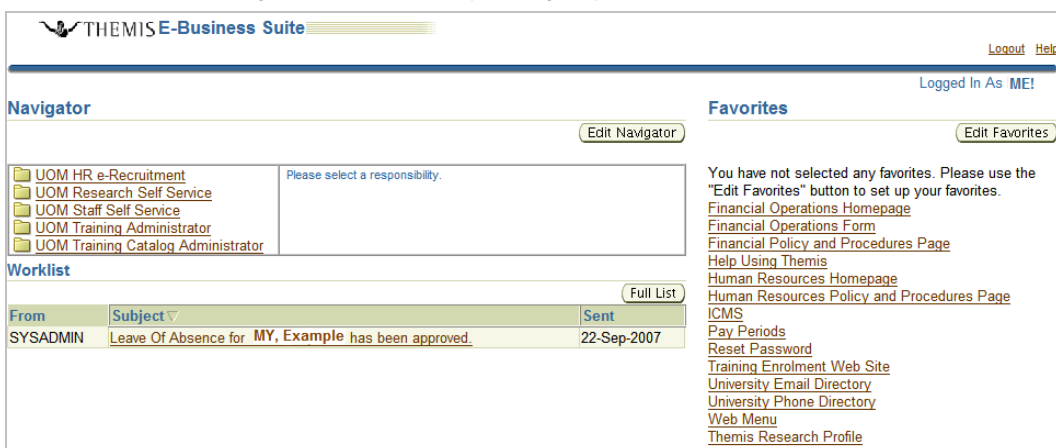 THEMIS E-Business Suite
Logout Help
Logged In As ME!
Navigator
Edit Navigator
UOM HR e-Recruitment
UOM Research Self Service
UOM Staff Self Service
UOM Training Administrator
UOM Training Catalog Administrator
Please select a responsibility.
Worklist
Full List
From Subject Sent
SYSADMIN Leave Of Absence for MY, Example has been approved. 22-Sep-2007
Favorites
Edit Favorites
You have not selected any favorites. Please use the
"Edit Favorites" button to set up your favorites.
Financial Operations Homepage
Financial Operations Form
Financial Policy and Procedures Page
Help Using Themis
Human Resources Homepage
Human Resources Policy and Procedures Page
ICMS
Pay Periods
Reset Password
Training Enrolment Web Site
University Email Directory
University Phone Directory
Web Menu
Themis Research Profile